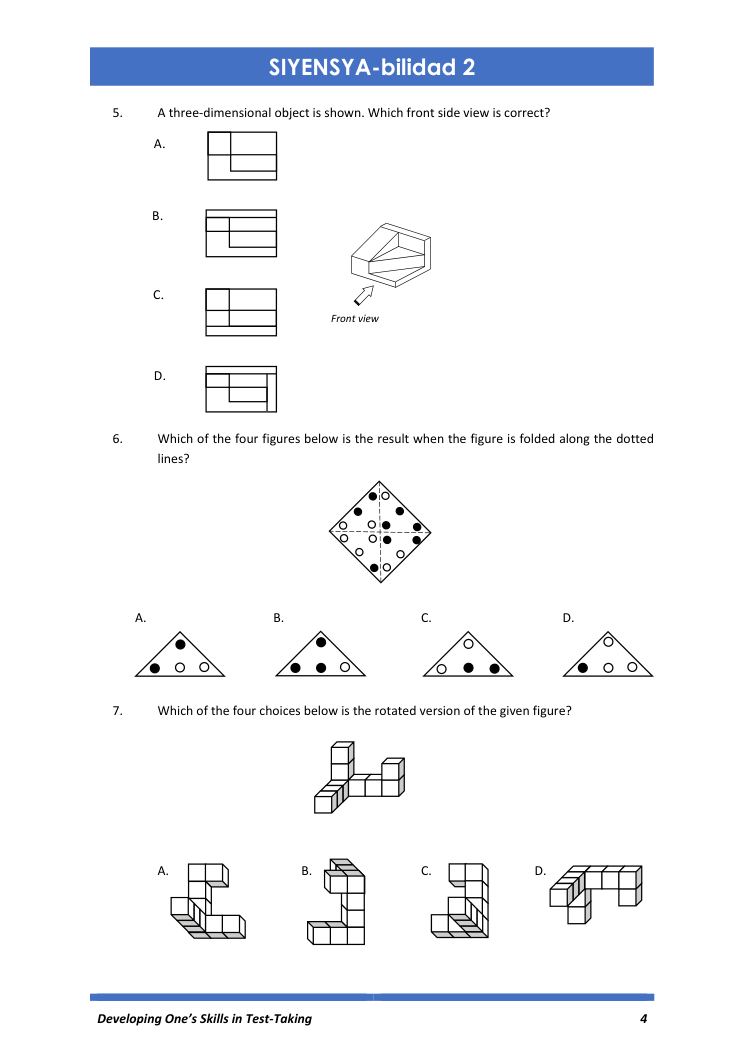 SIYENSYA-bilidad 2
5. A three-dimensional object is shown. Which front side view is correct?
A.
B.
C.
Front view
D.
6. Which of the four figures below is the result when the figure is folded along the dotted
lines?
A. B. C. D.
7. Which of the four choices below is the rotated version of the given figure?
A. B. C. D.
Developing One's Skills in Test-Taking 4